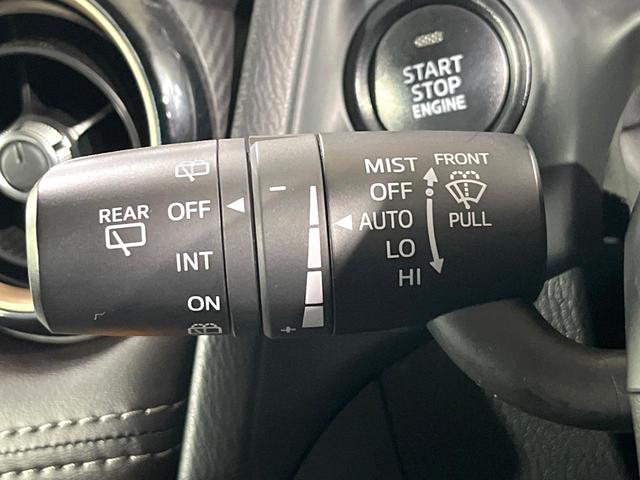 START
STOP
ENGINE
REAR
OFF
INT
ON
−
+
MIST
OFF
AUTO
LO
HI
FRONT
PULL